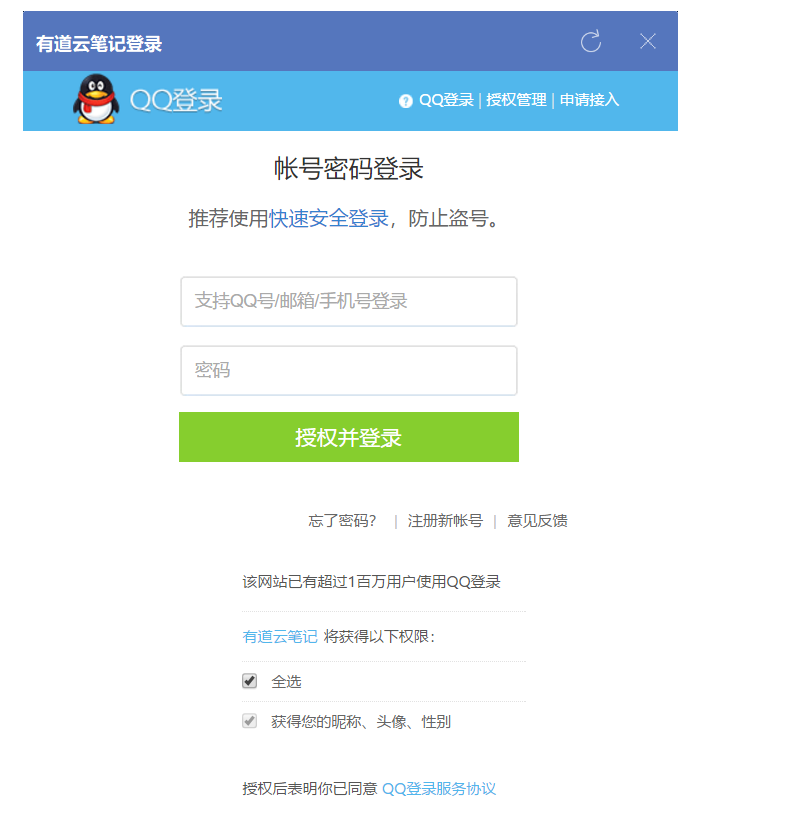 有道云笔记登录
QQ登录
? QQ登录 | 授权管理 | 申请接入
帐号密码登录
推荐使用快速安全登录，防止盗号。
支持QQ号/邮箱/手机号登录
密码
授权并登录
忘了密码？ | 注册新帐号 | 意见反馈
该网站已有超过1百万用户使用QQ登录
有道云笔记 将获得以下权限：
全选
获得您的昵称、头像、性别
授权后表明你已同意 QQ登录服务协议